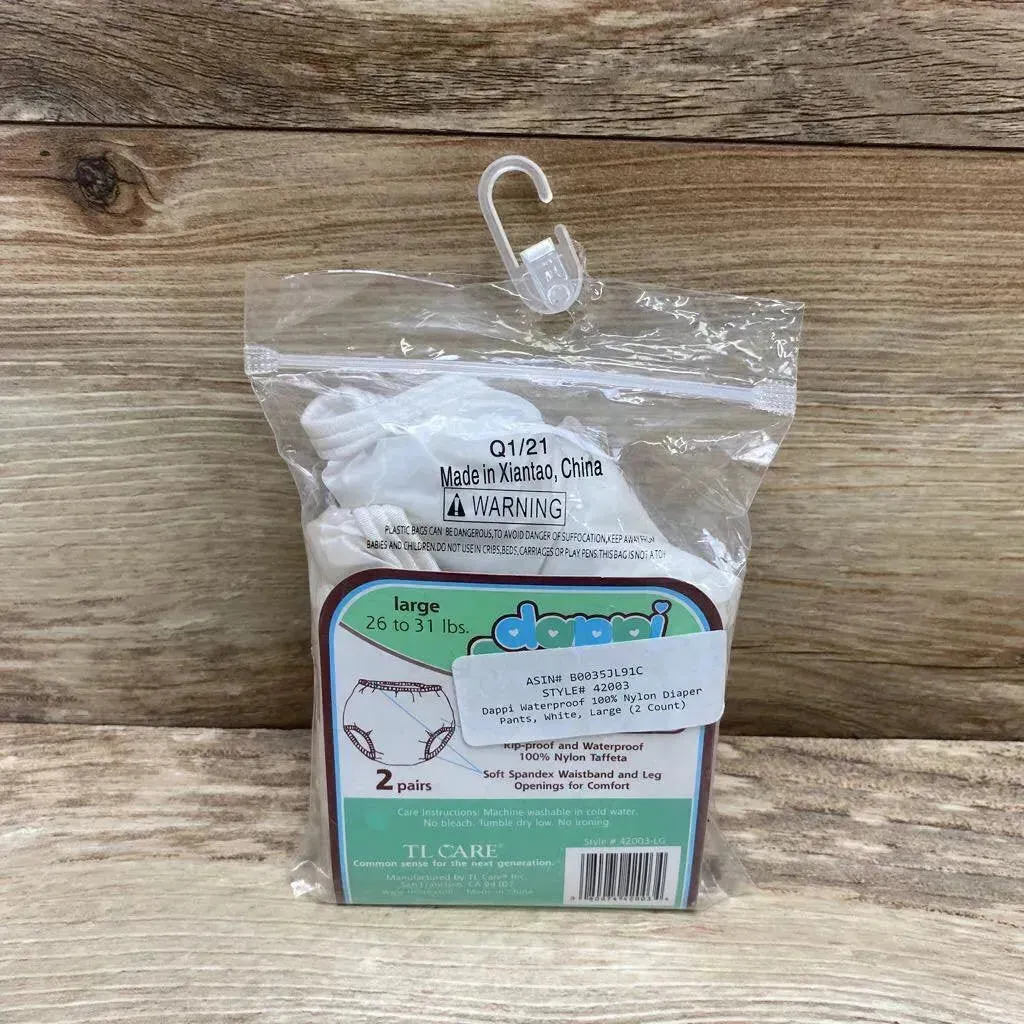 Q1/21
Made in Xiantao, China
WARNING
PLASTIC BAGS CAN BE DANGEROUS,TO AVOID DANGER OF SUFFOCATION,KEEP AWAY FROM
BABIES AND CHILDREN.DO NOT USE IN CRIBS,BEDS,CARRIAGES OR PLAY PENS.THIS BAG IS NOT A TOY
large
26 to 31 lbs.
dappi
ASIN# B0035JL91C
STYLE# 42003
Dappi Waterproof 100% Nylon Diaper
Pants, White, Large (2 Count)
Rip-proof and Waterproof
100% Nylon Taffeta
2 pairs
Soft Spandex Waistband and Leg
Openings for Comfort
Care Instructions: Machine washable in cold water.
No bleach. Tumble dry low. No ironing.
Style # 42003-LG
TL CARE®
Common sense for the next generation.
Manufactured by TL Care® Inc.
San Francisco, CA 94107
Made in China